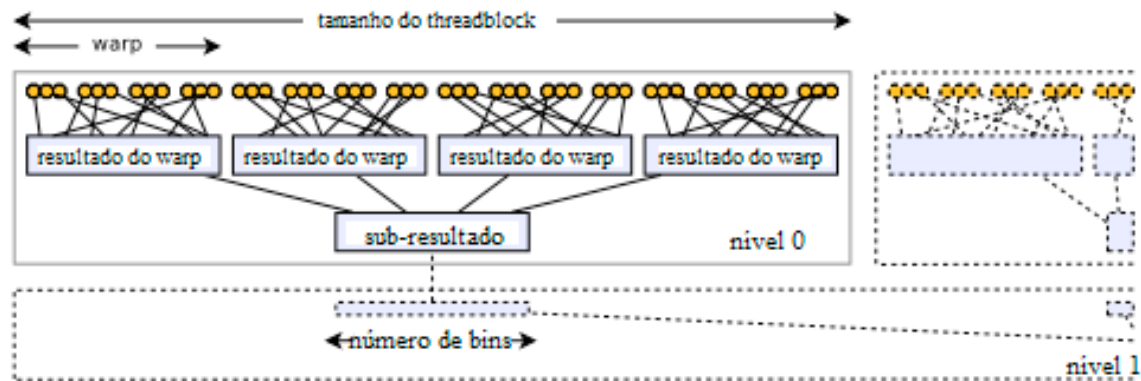 tamanho do threadblock
warp
resultado do warp
resultado do warp
resultado do warp
resultado do warp
sub-resultado
nível 0
número de bins
nível 1